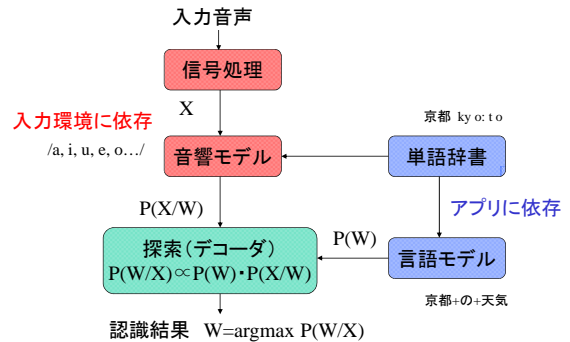 入力音声
信号処理
X
入力環境に依存
京都 ky o: t o
/a, i, u, e, o…/
音響モデル
単語辞書
P(X/W)
アプリに依存
探索(デコーダ)
P(W)
P(W/X)∝P(W)・P(X/W)
言語モデル
京都+の+天気
認識結果 W=argmax P(W/X)